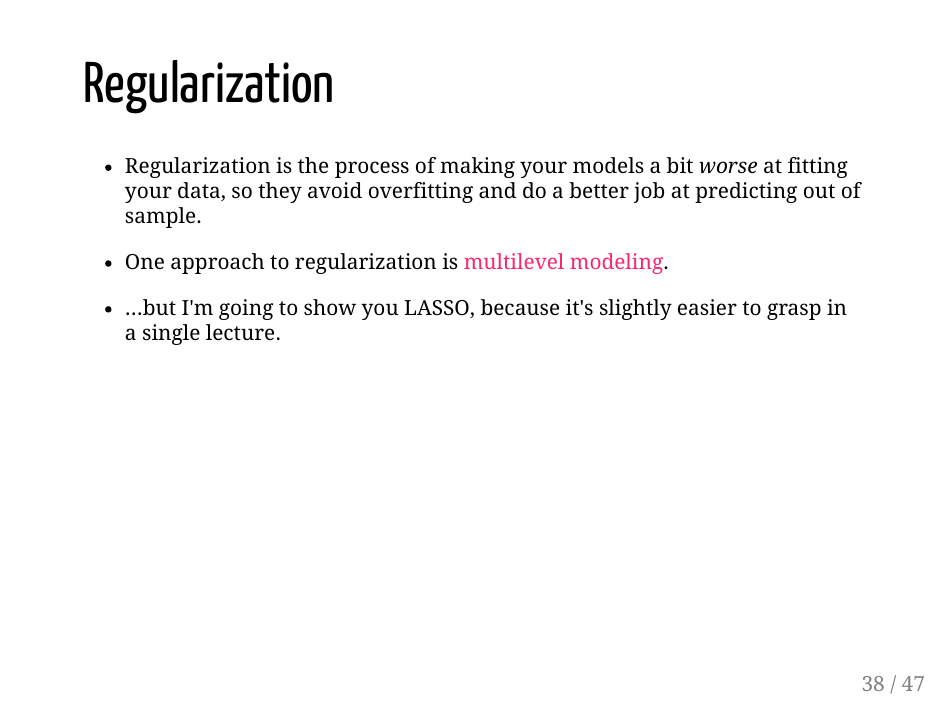 Regularization
• Regularization is the process of making your models a bit worse at fitting
your data, so they avoid overfitting and do a better job at predicting out of
sample.
• One approach to regularization is multilevel modeling.
• ...but I'm going to show you LASSO, because it's slightly easier to grasp in
a single lecture.
38 / 47